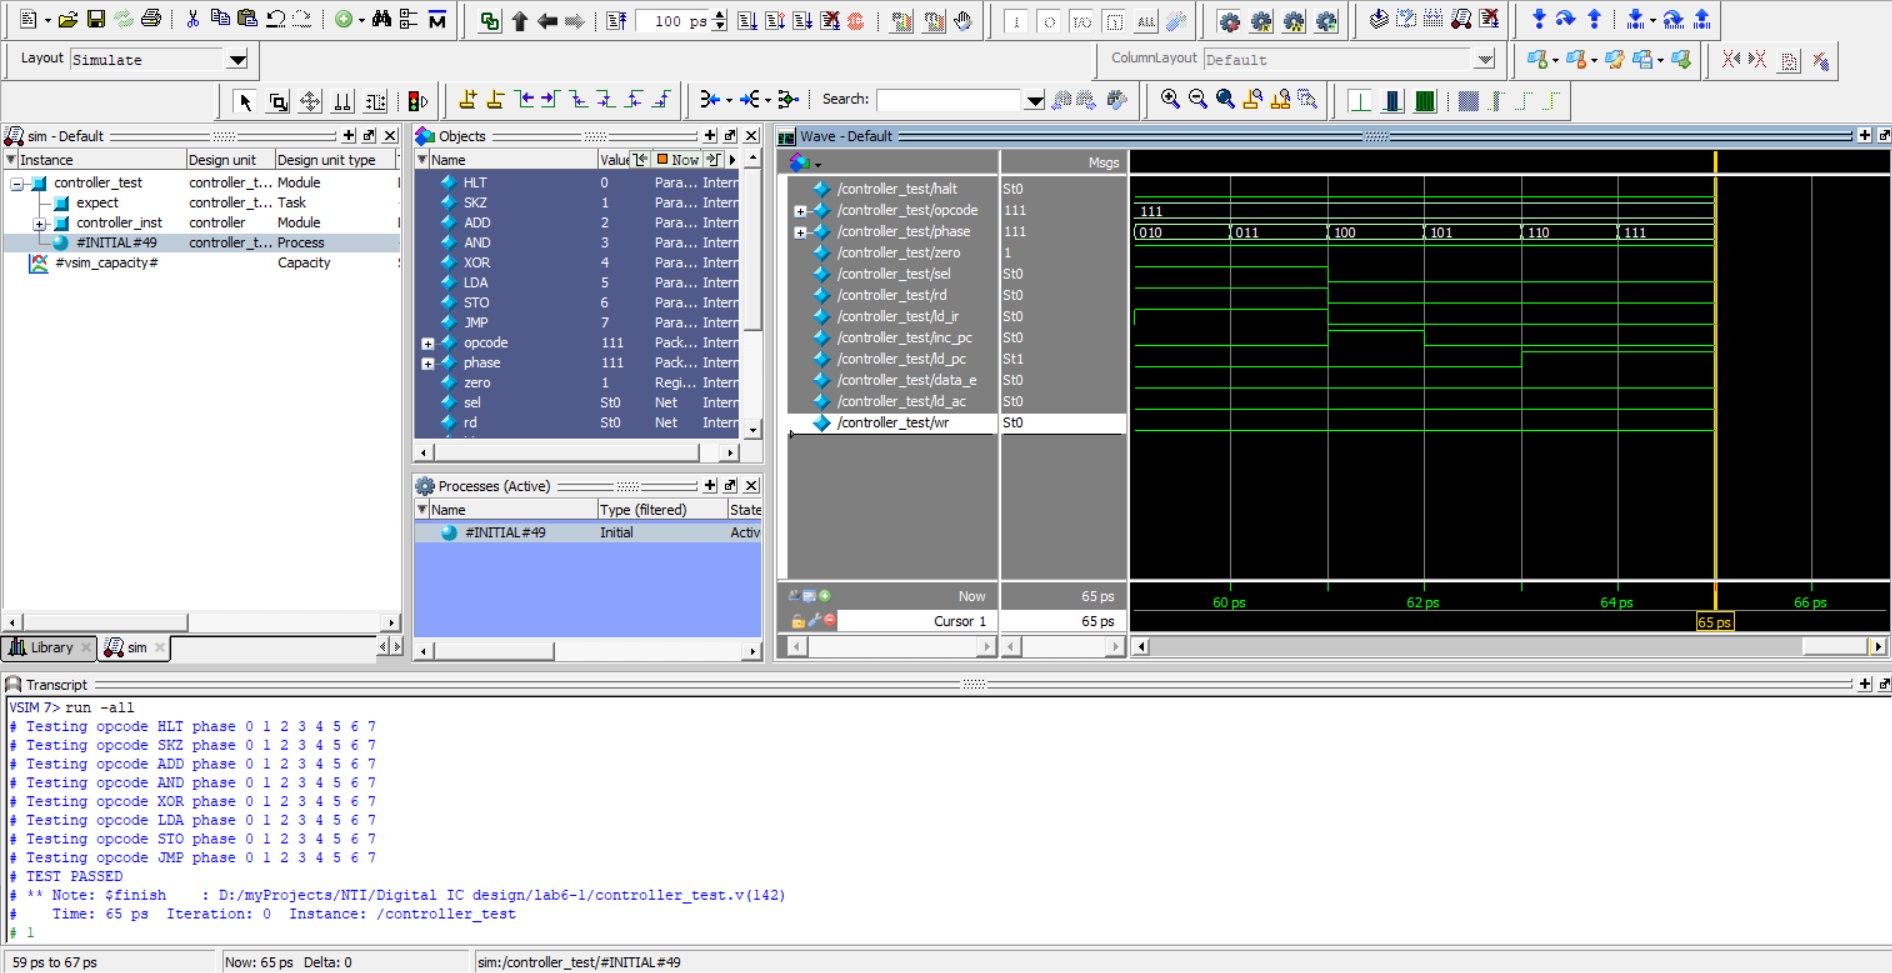 100 ps
1 O I/O ALL
Layout Simulate
ColumnLayout Default
Search:
sim - Default
Instance Design unit Design unit type
controller_test controller_t... Module
expect controller_t... Task
controller_inst controller Module
#INITIAL#49 controller_t... Process
#vsim_capacity# Capacity
Library sim
Objects
Name Value Now
HLT 0 Para... Intern
SKZ 1 Para... Intern
ADD 2 Para... Intern
AND 3 Para... Intern
XOR 4 Para... Intern
LDA 5 Para... Intern
STO 6 Para... Intern
JMP 7 Para... Intern
opcode 111 Pack... Intern
phase 111 Pack... Intern
zero 1 Regi... Intern
sel St0 Net Intern
rd St0 Net Intern
Processes (Active)
Name Type (filtered) State
#INITIAL#49 Initial Activ
Wave - Default
Msgs
/controller_test/halt St0
/controller_test/opcode 111 111
/controller_test/phase 111 010 011 100 101 110 111
/controller_test/zero 1
/controller_test/sel St0
/controller_test/rd St0
/controller_test/ld_ir St0
/controller_test/inc_pc St0
/controller_test/ld_pc St1
/controller_test/data_e St0
/controller_test/ld_ac St0
/controller_test/wr St0
Now 65 ps 60 ps 62 ps 64 ps 66 ps
Cursor 1 65 ps 65 ps
Transcript
VSIM 7> run -all
# Testing opcode HLT phase 0 1 2 3 4 5 6 7
# Testing opcode SKZ phase 0 1 2 3 4 5 6 7
# Testing opcode ADD phase 0 1 2 3 4 5 6 7
# Testing opcode AND phase 0 1 2 3 4 5 6 7
# Testing opcode XOR phase 0 1 2 3 4 5 6 7
# Testing opcode LDA phase 0 1 2 3 4 5 6 7
# Testing opcode STO phase 0 1 2 3 4 5 6 7
# Testing opcode JMP phase 0 1 2 3 4 5 6 7
# TEST PASSED
# ** Note: $finish : D:/myProjects/NTI/Digital IC design/lab6-1/controller_test.v(142)
# Time: 65 ps Iteration: 0 Instance: /controller_test
# 1
59 ps to 67 ps Now: 65 ps Delta: 0 sim:/controller_test/#INITIAL#49